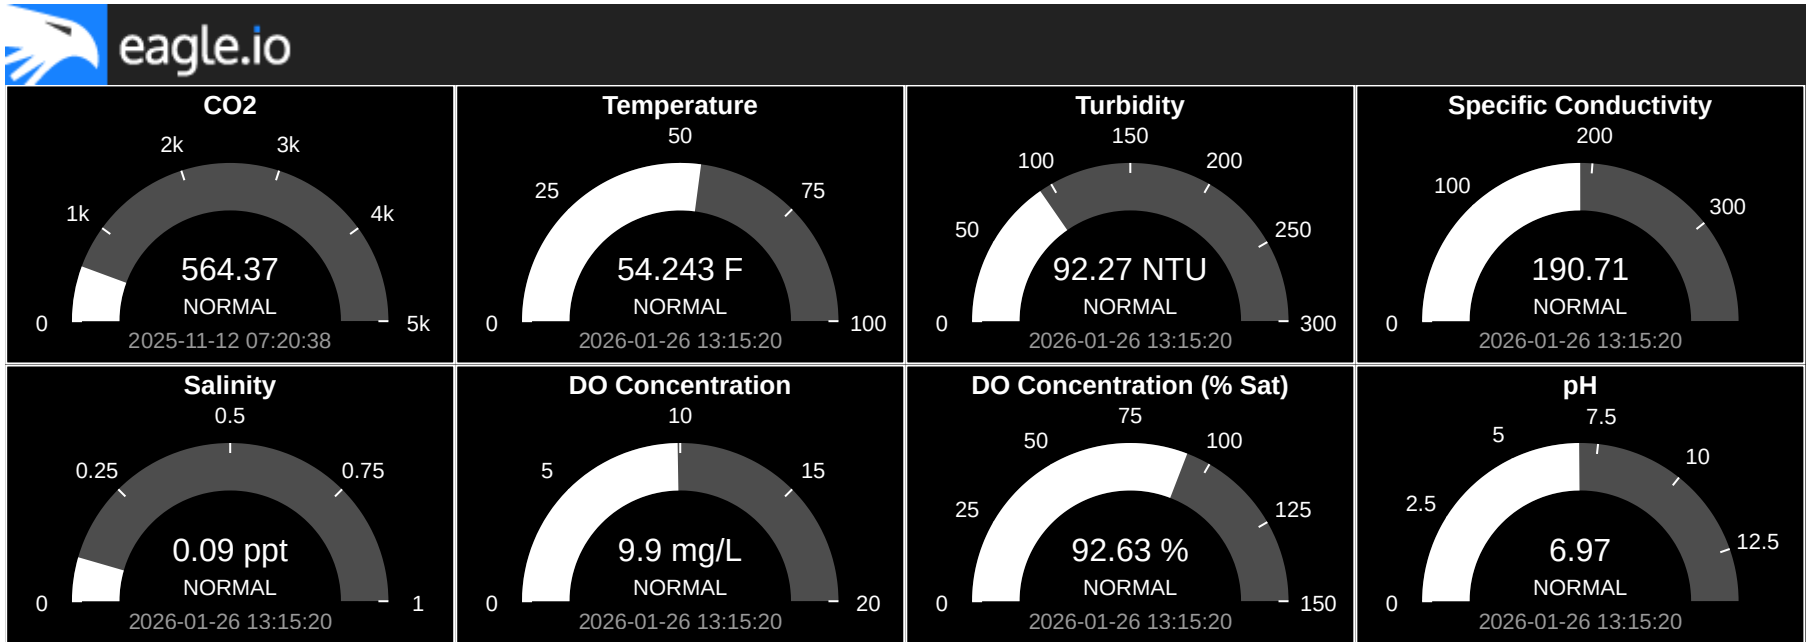 eagle.io
CO2
2k
3k
1k
4k
0
5k
564.37
NORMAL
2025-11-12 07:20:38
Temperature
50
25
75
0
100
54.243 F
NORMAL
2026-01-26 13:15:20
Turbidity
150
100
200
50
250
0
300
92.27 NTU
NORMAL
2026-01-26 13:15:20
Specific Conductivity
200
100
300
0
190.71
NORMAL
2026-01-26 13:15:20
Salinity
0.5
0.25
0.75
0
1
0.09 ppt
NORMAL
2026-01-26 13:15:20
DO Concentration
10
5
15
0
20
9.9 mg/L
NORMAL
2026-01-26 13:15:20
DO Concentration (% Sat)
75
50
100
25
125
0
150
92.63 %
NORMAL
2026-01-26 13:15:20
pH
7.5
5
10
2.5
12.5
0
6.97
NORMAL
2026-01-26 13:15:20